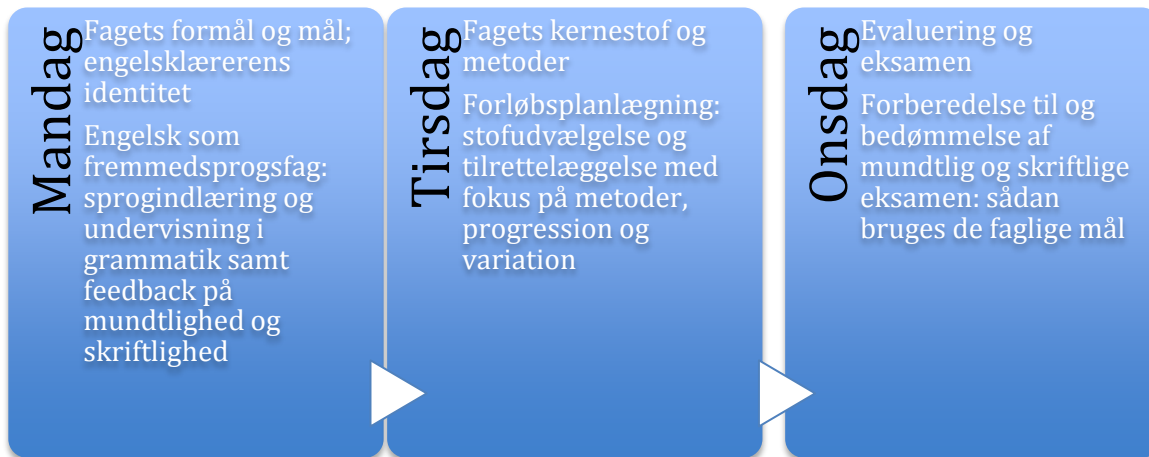 Mandag
Fagets formål og mål;
engelsklærerens
identitet
Engelsk som
fremmedsprogsfag:
sprogindlæring og
undervisning i
grammatik samt
feedback på
mundtlighed og
skriftlighed
Tirsdag
Fagets kernestof og
metoder
Forløbsplanlægning:
stofudvælgelse og
tilrettelæggelse med
fokus på metoder,
progression og
variation
Onsdag
Evaluering og
eksamen
Forberedelse til og
bedømmelse af
mundtlig og skriftlige
eksamen: sådan
bruges de faglige mål